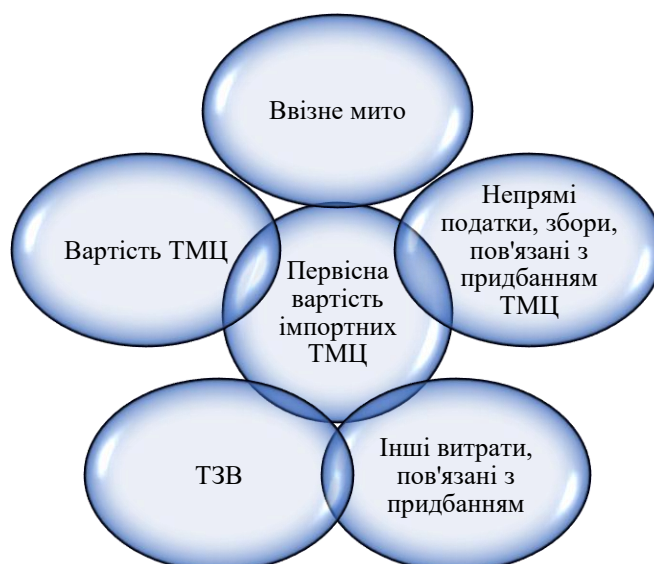 Ввізне мито
Вартість ТМЦ
Непрямі
податки, збори,
пов'язані з
придбанням
ТМЦ
Первісна
вартість
імпортних
ТМЦ
ТЗВ
Інші витрати,
пов'язані з
придбанням